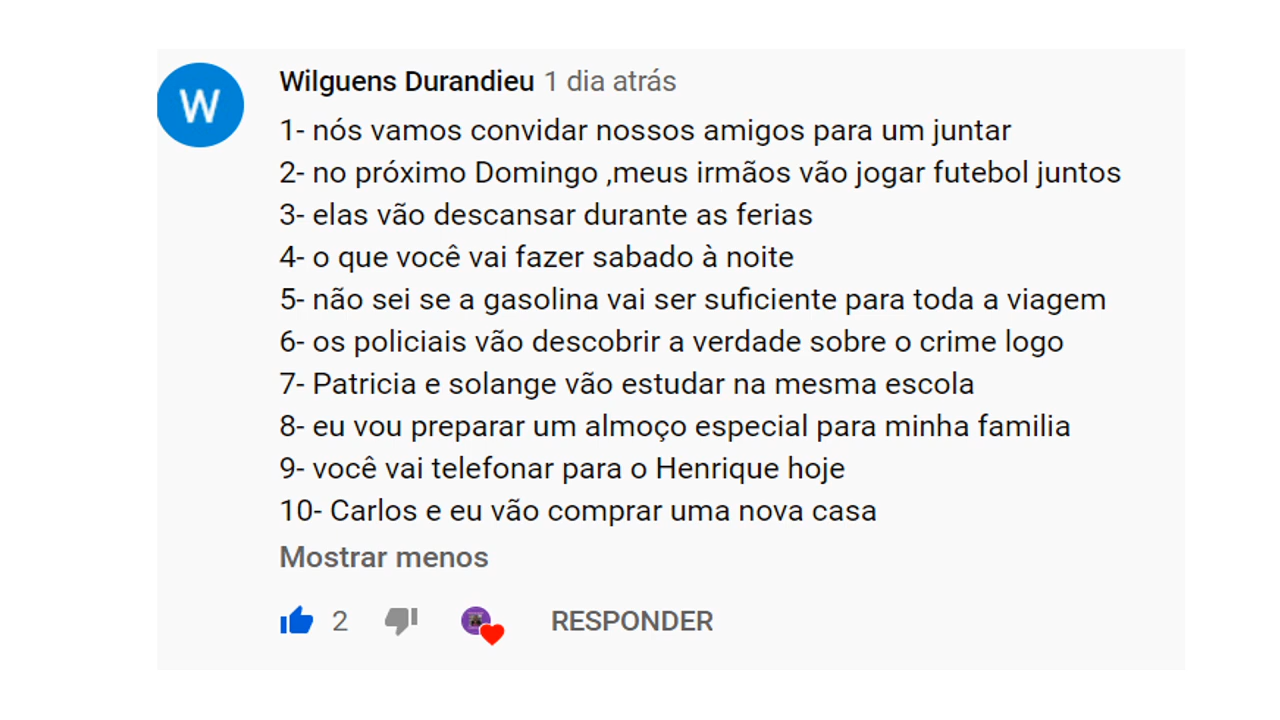 W
Wilguens Durandieu 1 dia atrás
1- nós vamos convidar nossos amigos para um juntar
2- no próximo Domingo ,meus irmãos vão jogar futebol juntos
3- elas vão descansar durante as ferias
4- o que você vai fazer sabado à noite
5- não sei se a gasolina vai ser suficiente para toda a viagem
6- os policiais vão descobrir a verdade sobre o crime logo
7- Patricia e solange vão estudar na mesma escola
8- eu vou preparar um almoço especial para minha familia
9- você vai telefonar para o Henrique hoje
10- Carlos e eu vão comprar uma nova casa
Mostrar menos
2 RESPONDER